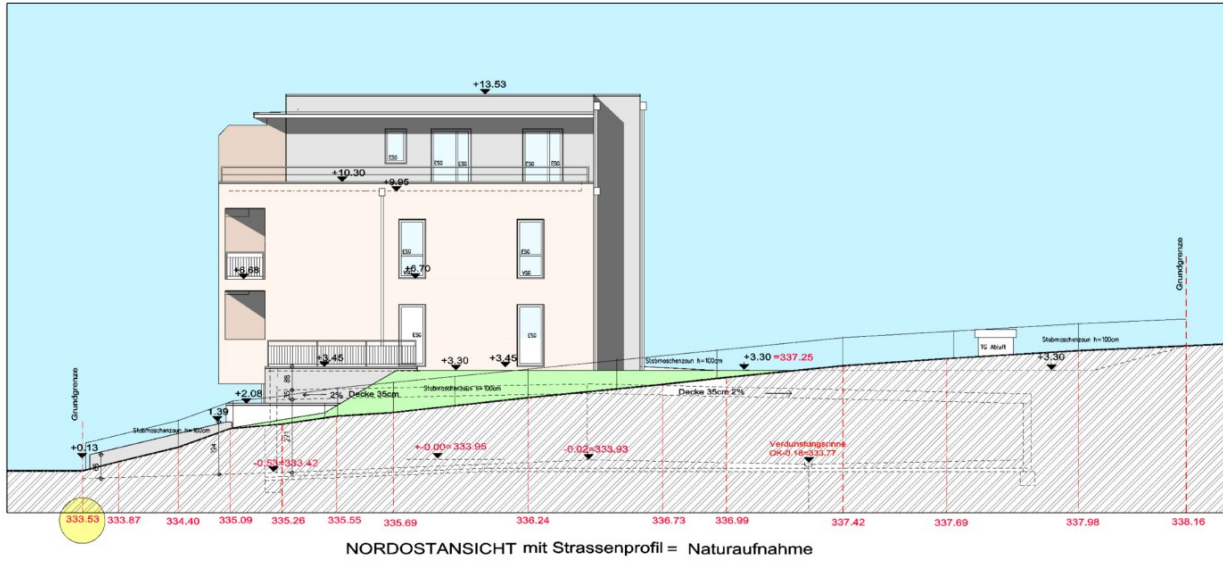 +13.53
ESG
ESG ESG
ESG ESG
+10.30
+9.95
ESG
ESG
+6.68
VSG
+6.70
Grundgrenze
ESG
ESG
TG Abluft
Stabmaschenzaun h=100cm
+3.45
+3.30
+3.45
Stabmaschenzaun h=100cm
+3.30 =337.25
+3.30
Grundgrenze
+2.08
Decke 35cm
2%
Stabmaschenzaun h=100cm
Decke 35cm 2%
1.39
Stabmaschenzaun h=100cm
+0.13
104
271
-0.53=333.42
+-0.00=333.95
-0.02=333.93
Verdunstungsrinne
OK-0.18=333.77
333.53 333.87 334.40 335.09 335.26 335.55 335.69 336.24 336.73 336.99 337.42 337.69 337.98 338.16
NORDOSTANSICHT mit Strassenprofil = Naturaufnahme